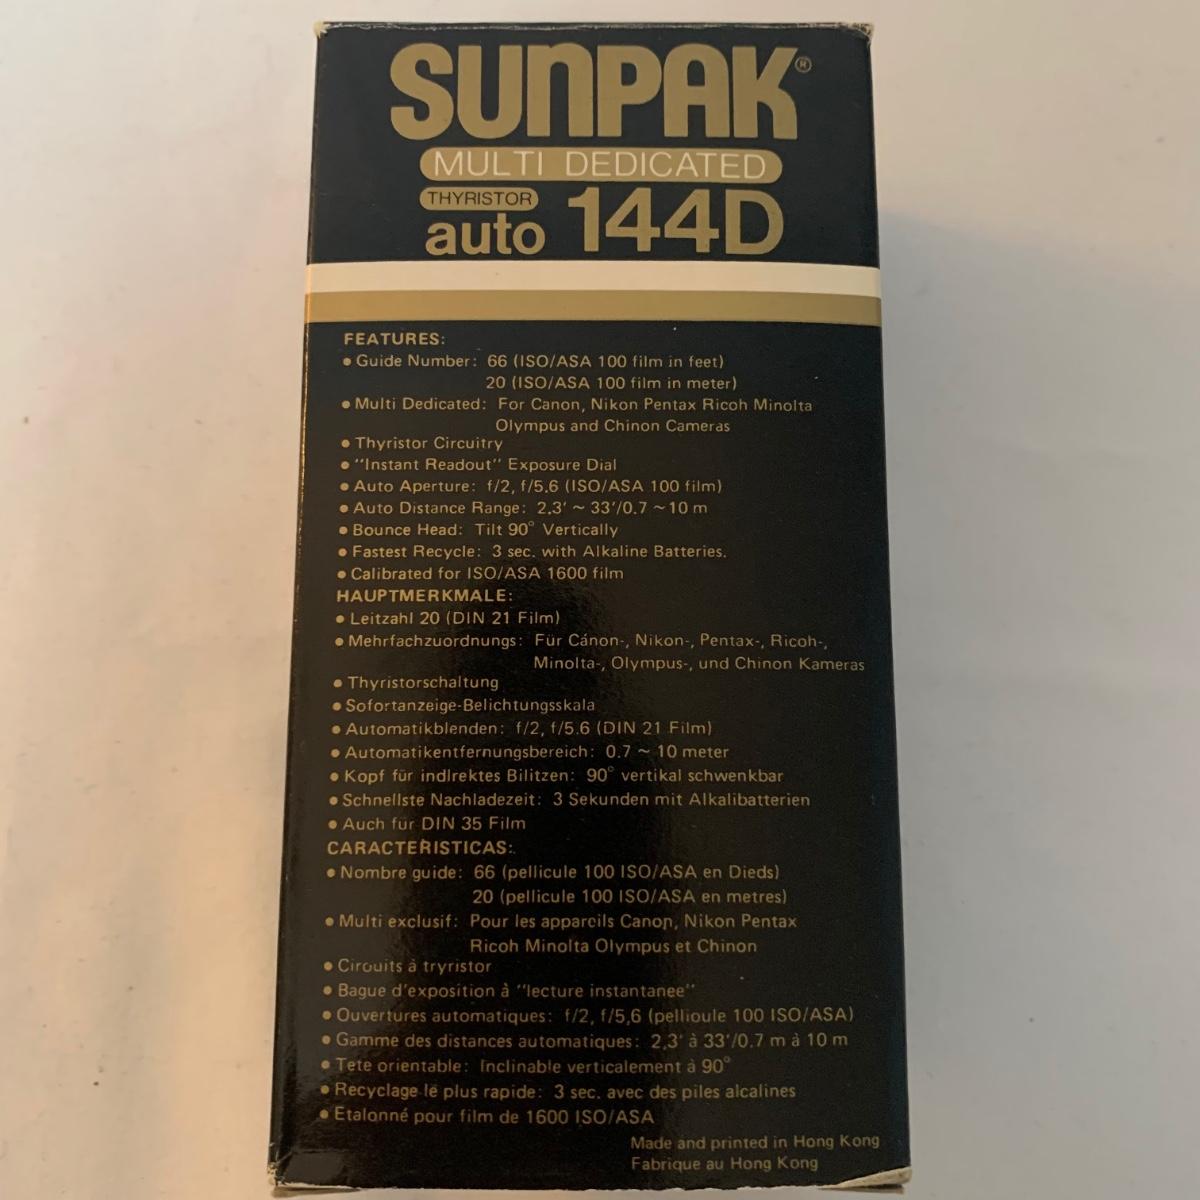 SUNPAK®
MULTI DEDICATED
THYRISTOR
auto 144D
FEATURES:
• Guide Number: 66 (ISO/ASA 100 film in feet)
20 (ISO/ASA 100 film in meter)
• Multi Dedicated: For Canon, Nikon Pentax Ricoh Minolta
Olympus and Chinon Cameras
• Thyristor Circuitry
• "Instant Readout" Exposure Dial
• Auto Aperture: f/2, f/5.6 (ISO/ASA 100 film)
• Auto Distance Range: 2.3' ~ 33'/0.7 ~ 10 m
• Bounce Head: Tilt 90° Vertically
• Fastest Recycle: 3 sec. with Alkaline Batteries.
• Calibrated for ISO/ASA 1600 film
HAUPTMERKMALE:
• Leitzahl 20 (DIN 21 Film)
• Mehrfachzuordnungs: Für Cánon-, Nikon-, Pentax-, Ricoh-,
Minolta-, Olympus-, und Chinon Kameras
• Thyristorschaltung
• Sofortanzeige-Belichtungsskala
• Automatikblenden: f/2, f/5.6 (DIN 21 Film)
• Automatikentfernungsbereich: 0.7 ~ 10 meter
• Kopf für indlrektes Bilitzen: 90° vertikal schwenkbar
• Schnellste Nachladezeit: 3 Sekunden mit Alkalibatterien
• Auch für DIN 35 Film
CARACTERISTICAS:
• Nombre guide: 66 (pellicule 100 ISO/ASA en Dieds)
20 (pellicule 100 ISO/ASA en metres)
• Multi exclusif: Pour les appareils Canon, Nikon Pentax
Ricoh Minolta Olympus et Chinon
• Cirouits à tryristor
• Bague d'exposition à "lecture instantanee"
• Ouvertures automatiques: f/2, f/5,6 (pellioule 100 ISO/ASA)
• Gamme des distances automatiques: 2,3' à 33'/0.7 m à 10 m
• Tete orientable: Inclinable verticalement à 90°
• Recyclage le plus rapide: 3 sec. avec des piles alcalines
• Etalonné pour film de 1600 ISO/ASA
Made and printed in Hong Kong
Fabrique au Hong Kong